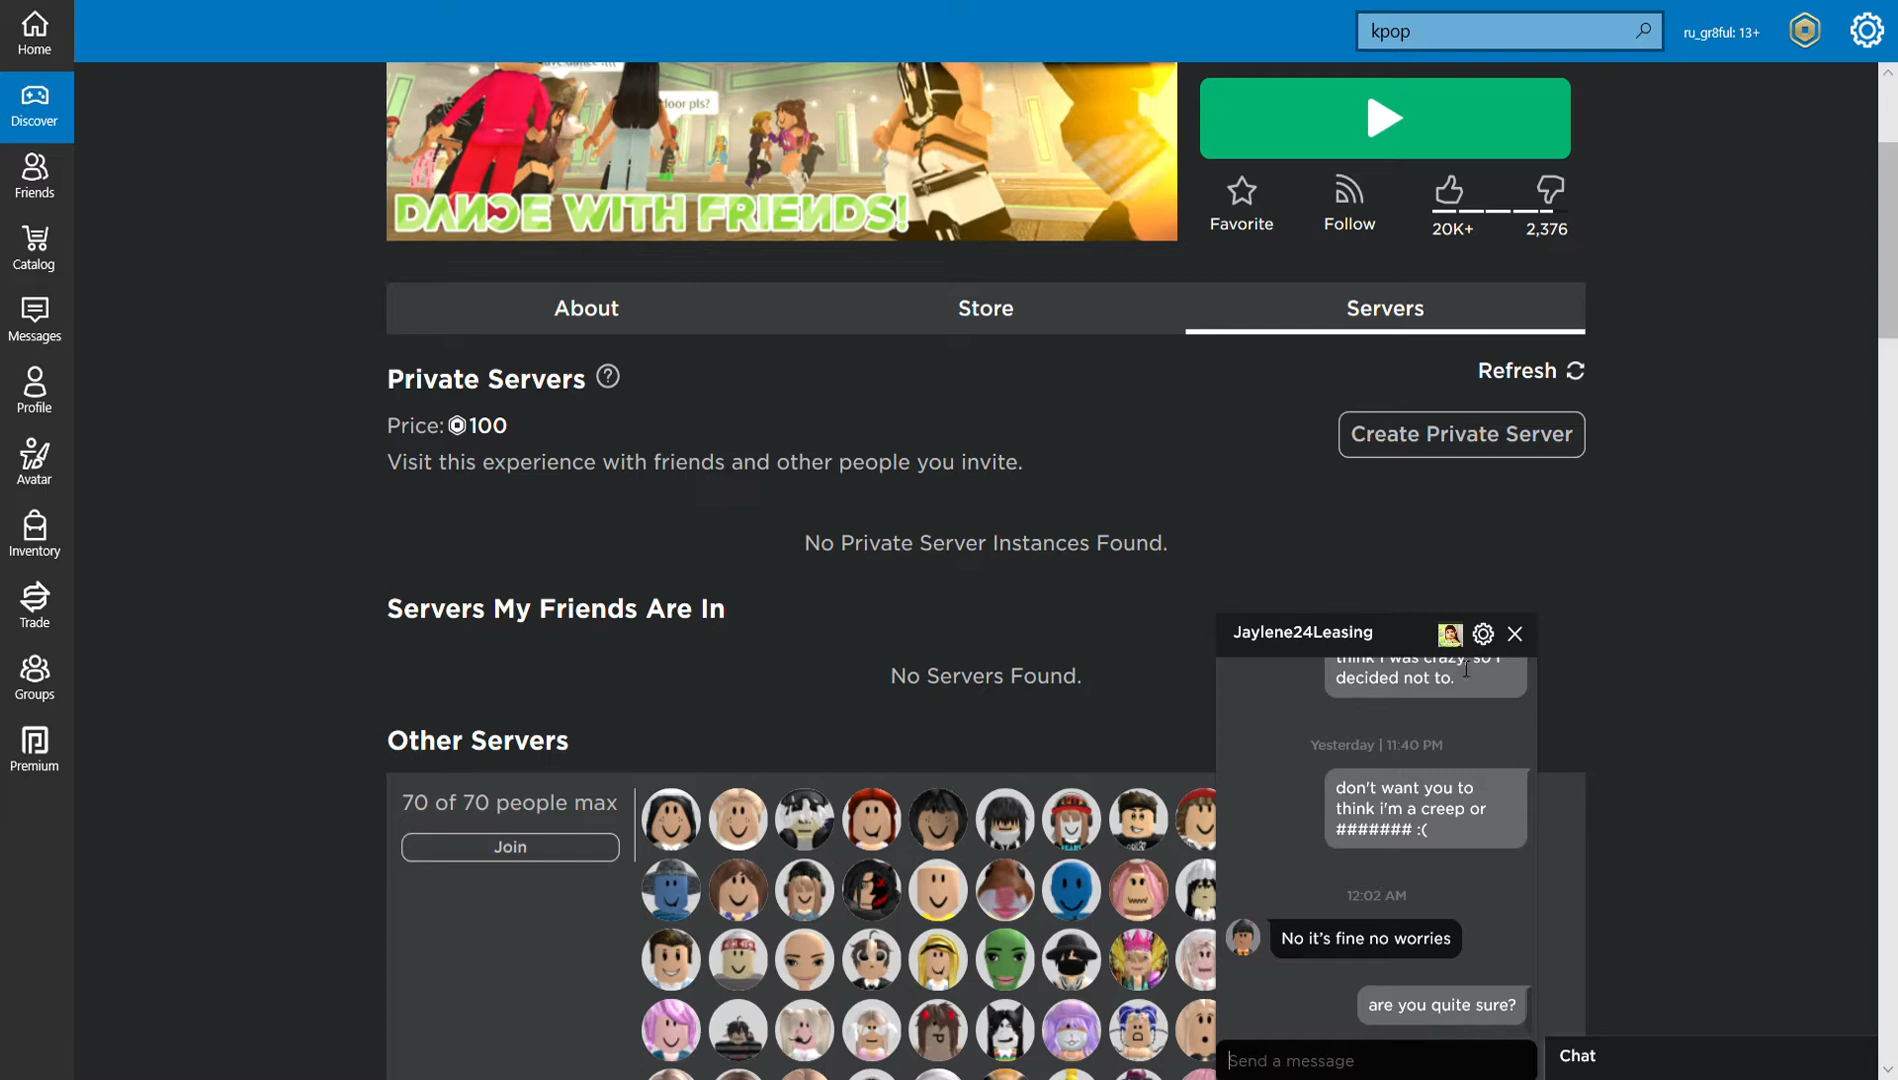 Home
kpop
ru_gr8ful: 13+
Discover
Friends
Catalog
Messages
Profile
Avatar
Inventory
Trade
Groups
Premium
door pls?
DANCE WITH FRIENDS!
Favorite
Follow
20K+
2,376
About
Store
Servers
Private Servers
Refresh
Price: 100
Create Private Server
Visit this experience with friends and other people you invite.
No Private Server Instances Found.
Servers My Friends Are In
No Servers Found.
Other Servers
70 of 70 people max
Join
Jaylene24Leasing
think I was crazy, so I
decided not to.
Yesterday | 11:40 PM
don't want you to
think i'm a creep or
####### :(
12:02 AM
No it's fine no worries
are you quite sure?
Send a message
Chat